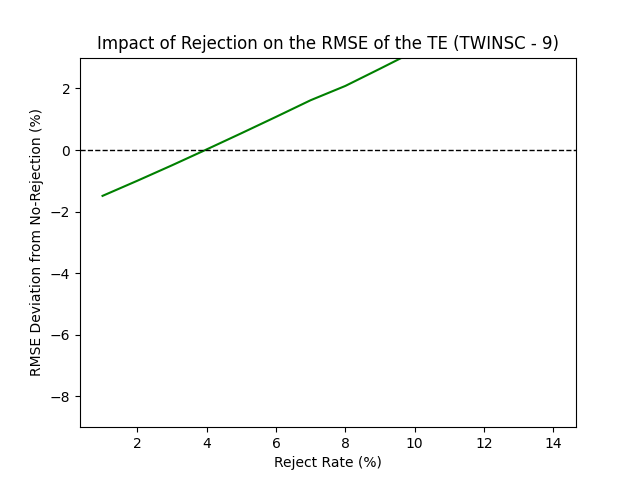 Impact of Rejection on the RMSE of the TE (TWINSC - 9)
RMSE Deviation from No-Rejection (%)
2
0
−2
−4
−6
−8
2 4 6 8 10 12 14
Reject Rate (%)